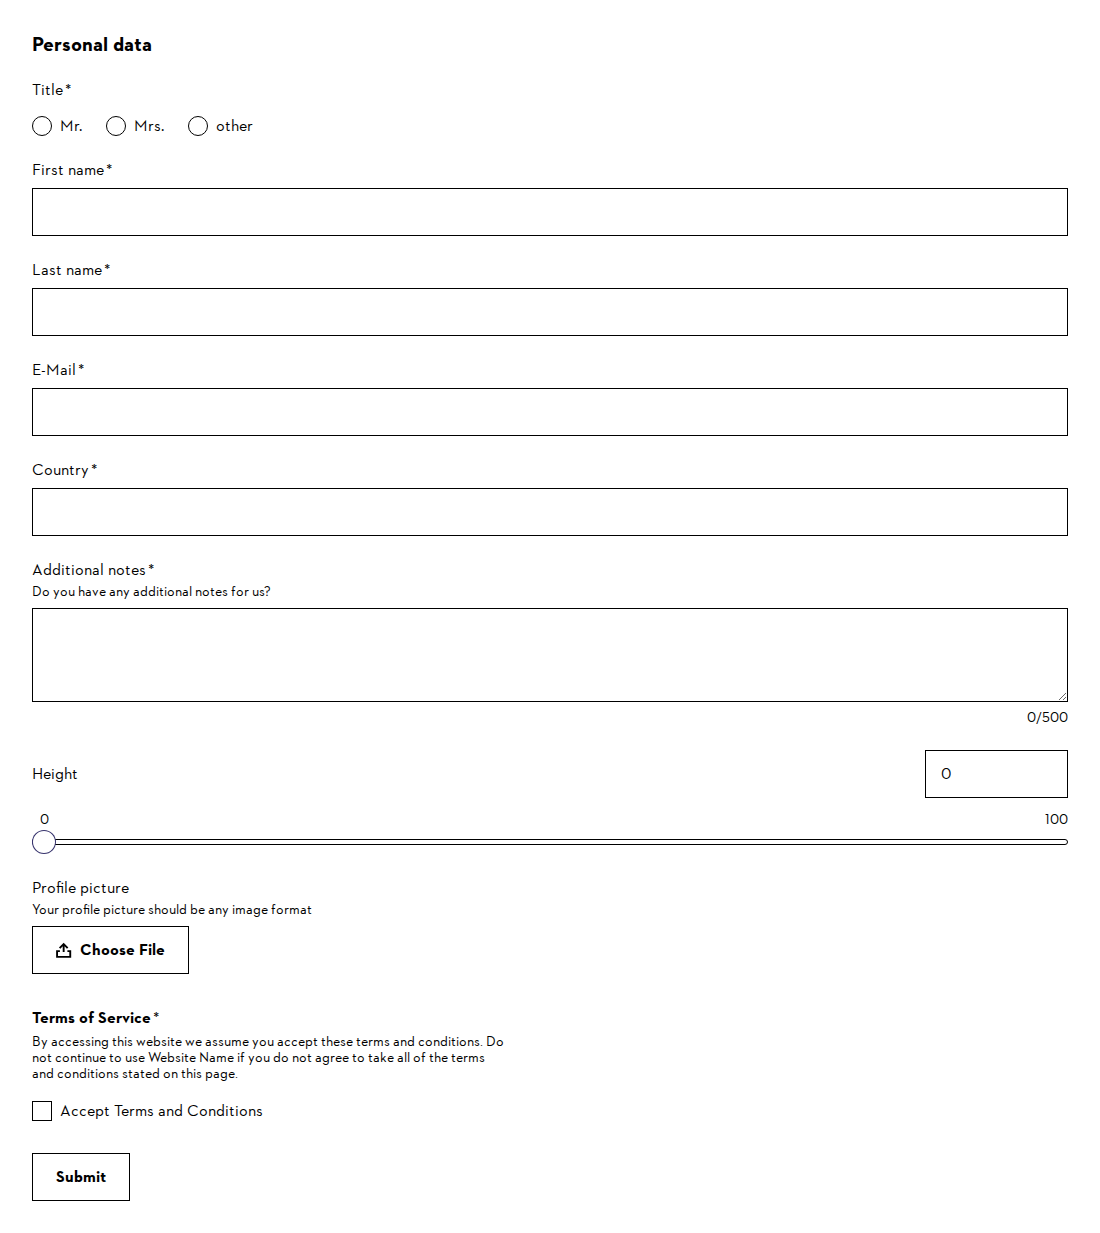 Personal data
Title*
Mr. Mrs. other
First name*
Last name*
E-Mail*
Country*
Additional notes*
Do you have any additional notes for us?
0/500
Height 0
0 100
Profile picture
Your profile picture should be any image format
Choose File
Terms of Service*
By accessing this website we assume you accept these terms and conditions. Do
not continue to use Website Name if you do not agree to take all of the terms
and conditions stated on this page.
Accept Terms and Conditions
Submit